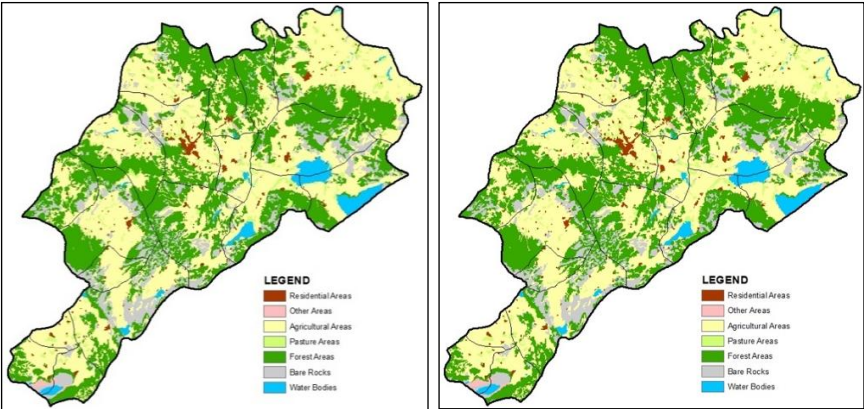 LEGEND
Residential Areas
Other Areas
Agricultural Areas
Pasture Areas
Forest Areas
Bare Rocks
Water Bodies
LEGEND
Residential Areas
Other Areas
Agricultural Areas
Pasture Areas
Forest Areas
Bare Rocks
Water Bodies